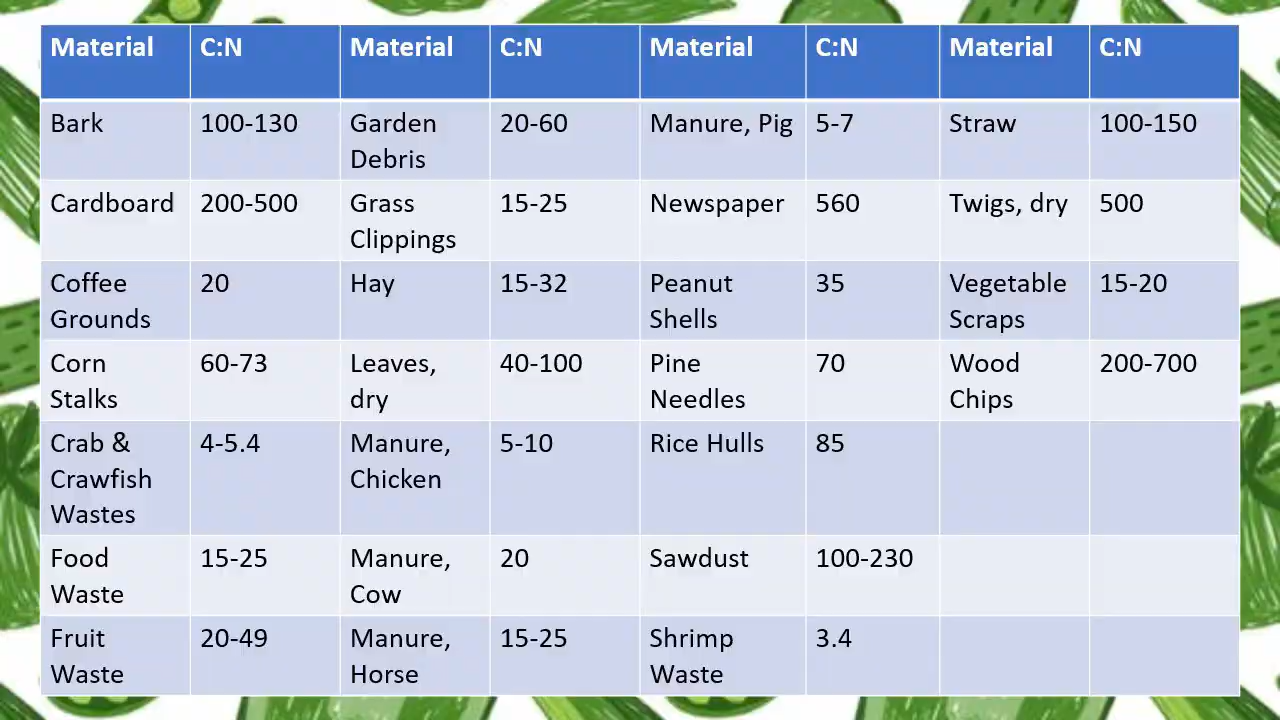 Material C:N Material C:N Material C:N Material C:N
Bark 100-130 Garden Debris 20-60 Manure, Pig 5-7 Straw 100-150
Cardboard 200-500 Grass Clippings 15-25 Newspaper 560 Twigs, dry 500
Coffee Grounds 20 Hay 15-32 Peanut Shells 35 Vegetable Scraps 15-20
Corn Stalks 60-73 Leaves, dry 40-100 Pine Needles 70 Wood Chips 200-700
Crab & Crawfish Wastes 4-5.4 Manure, Chicken 5-10 Rice Hulls 85
Food Waste 15-25 Manure, Cow 20 Sawdust 100-230
Fruit Waste 20-49 Manure, Horse 15-25 Shrimp Waste 3.4